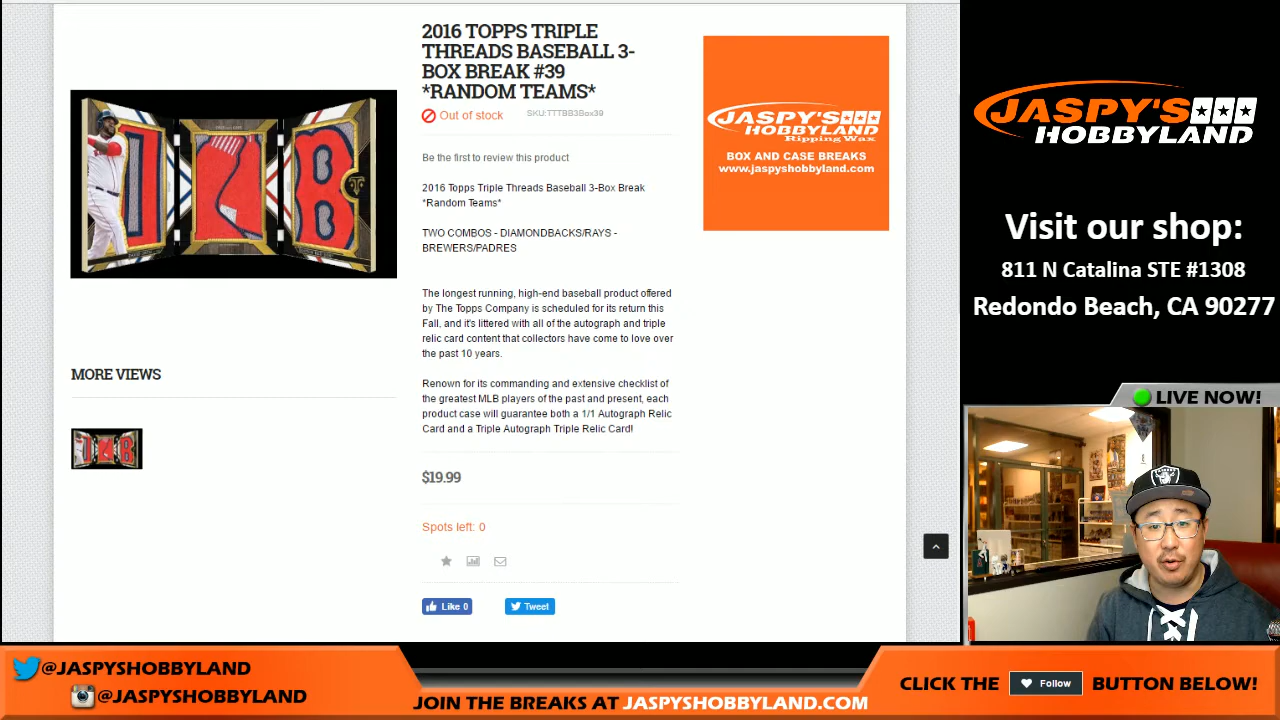 2016 TOPPS TRIPLE
THREADS BASEBALL 3-
BOX BREAK #39
*RANDOM TEAMS*
Out of stock
SKU:TTTBB3Box39
Be the first to review this product
2016 Topps Triple Threads Baseball 3-Box Break
*Random Teams*
TWO COMBOS - DIAMONDBACKS/RAYS -
BREWERS/PADRES
The longest running, high-end baseball product offered
by The Topps Company is scheduled for its return this
Fall, and it's littered with all of the autograph and triple
relic card content that collectors have come to love over
the past 10 years.
Renown for its commanding and extensive checklist of
the greatest MLB players of the past and present, each
product case will guarantee both a 1/1 Autograph Relic
Card and a Triple Autograph Triple Relic Card!
$19.99
Spots left: 0
Like 0
Tweet
MORE VIEWS
JASPY'S
HOBBYLAND
Ripping Wax
BOX AND CASE BREAKS
www.jaspyshobbyland.com
JASPY'S
HOBBYLAND
Visit our shop:
811 N Catalina STE #1308
Redondo Beach, CA 90277
LIVE NOW!
@JASPYSHOBBYLAND
@JASPYSHOBBYLAND
JOIN THE BREAKS AT JASPYSHOBBYLAND.COM
CLICK THE Follow BUTTON BELOW!